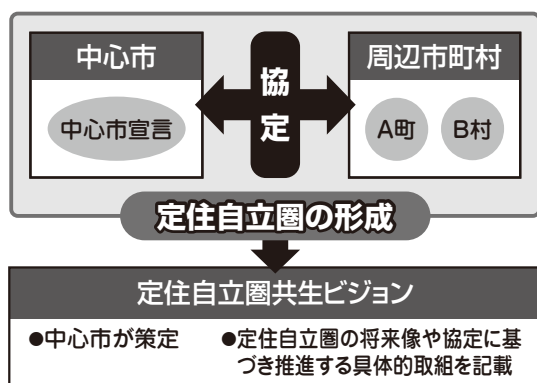 中心市
周辺市町村
協定
中心市宣言
A町
B村
定住自立圏の形成
定住自立圏共生ビジョン
●中心市が策定
●定住自立圏の将来像や協定に基
づき推進する具体的取組を記載